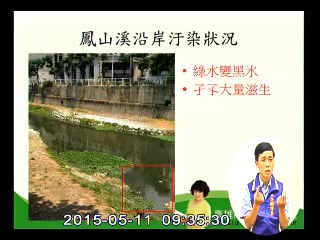 鳳山溪沿岸汙染狀況
• 綠水變黑水
• 孑孓大量滋生
2015-05-11 09:35:30